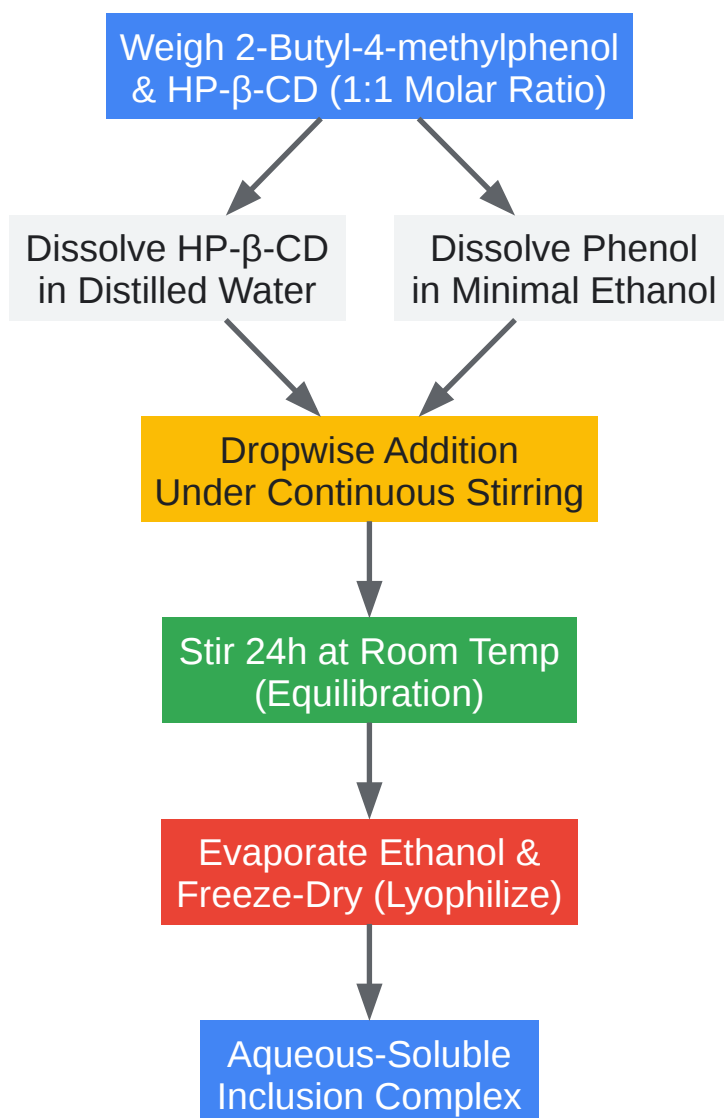 Weigh 2-Butyl-4-methylphenol
& HP-β-CD (1:1 Molar Ratio)
Dissolve HP-β-CD
in Distilled Water
Dissolve Phenol
in Minimal Ethanol
Dropwise Addition
Under Continuous Stirring
Stir 24h at Room Temp
(Equilibration)
Evaporate Ethanol &
Freeze-Dry (Lyophilize)
Aqueous-Soluble
Inclusion Complex